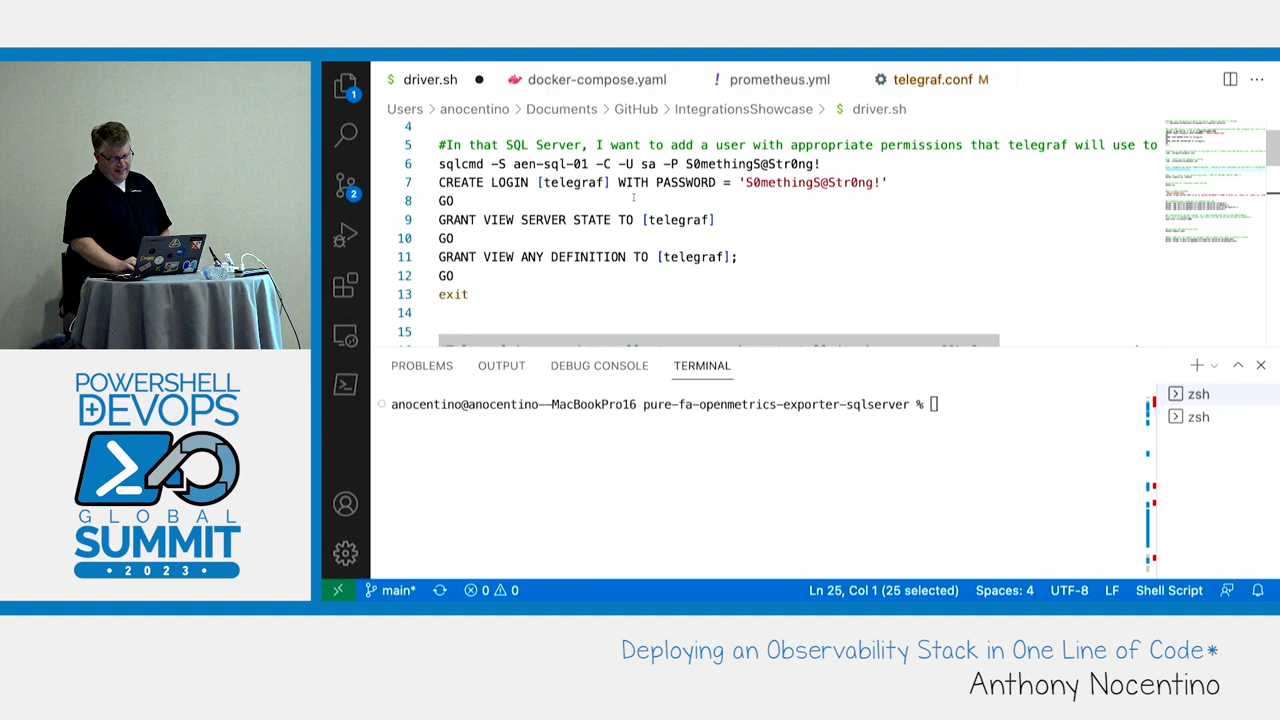 driver.sh
docker-compose.yaml
! prometheus.yml
telegraf.conf M
Users > anocentino > Documents > GitHub > IntegrationsShowcase > $ driver.sh
4
5 #In that SQL Server, I want to add a user with appropriate permissions that telegraf will use to
6 sqlcmd -S aen-sql-01 -C -U sa -P S0methingS@Str0ng!
7 CREATE LOGIN [telegraf] WITH PASSWORD = 'S0methingS@Str0ng!'
8 GO
9 GRANT VIEW SERVER STATE TO [telegraf]
10 GO
11 GRANT VIEW ANY DEFINITION TO [telegraf];
12 GO
13 exit
14
15
PROBLEMS OUTPUT DEBUG CONSOLE TERMINAL
anocentino@anocentino--MacBookPro16 pure-fa-openmetrics-exporter-sqlserver %
zsh
zsh
1
2
main* 0 0 Ln 25, Col 1 (25 selected) Spaces: 4 UTF-8 LF Shell Script
POWERSHELL
+DEVOPS
GLOBAL
SUMMIT
· 2 0 2 3 ·
Deploying an Observability Stack in One Line of Code*
Anthony Nocentino